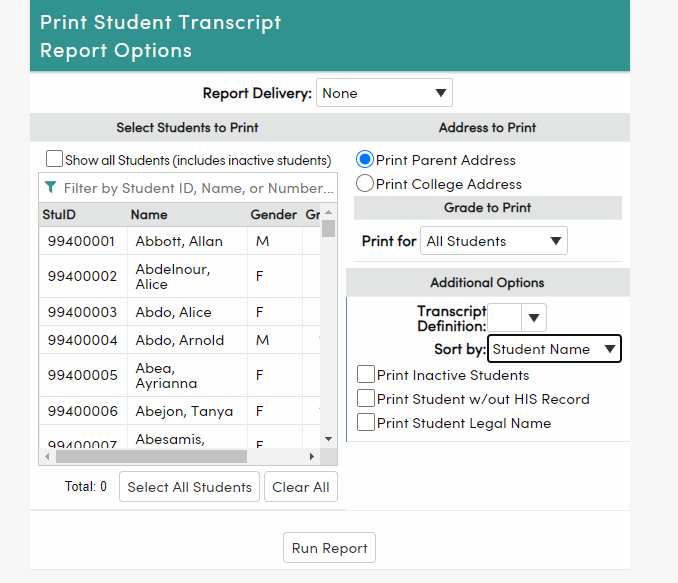 Print Student Transcript
Report Options
Report Delivery: None
Select Students to Print
Address to Print
Show all Students (includes inactive students)
Filter by Student ID, Name, or Number...
StuID Name Gender Gr
99400001 Abbott, Allan M
99400002 Abdelnour, Alice F
99400003 Abdo, Alice F
99400004 Abdo, Arnold M
99400005 Abea, Ayrianna F
99400006 Abejon, Tanya F
99400007 Abesamis, F
Total: 0 Select All Students Clear All
Print Parent Address
Print College Address
Grade to Print
Print for All Students
Additional Options
Transcript
Definition:
Sort by: Student Name
Print Inactive Students
Print Student w/out HIS Record
Print Student Legal Name
Run Report